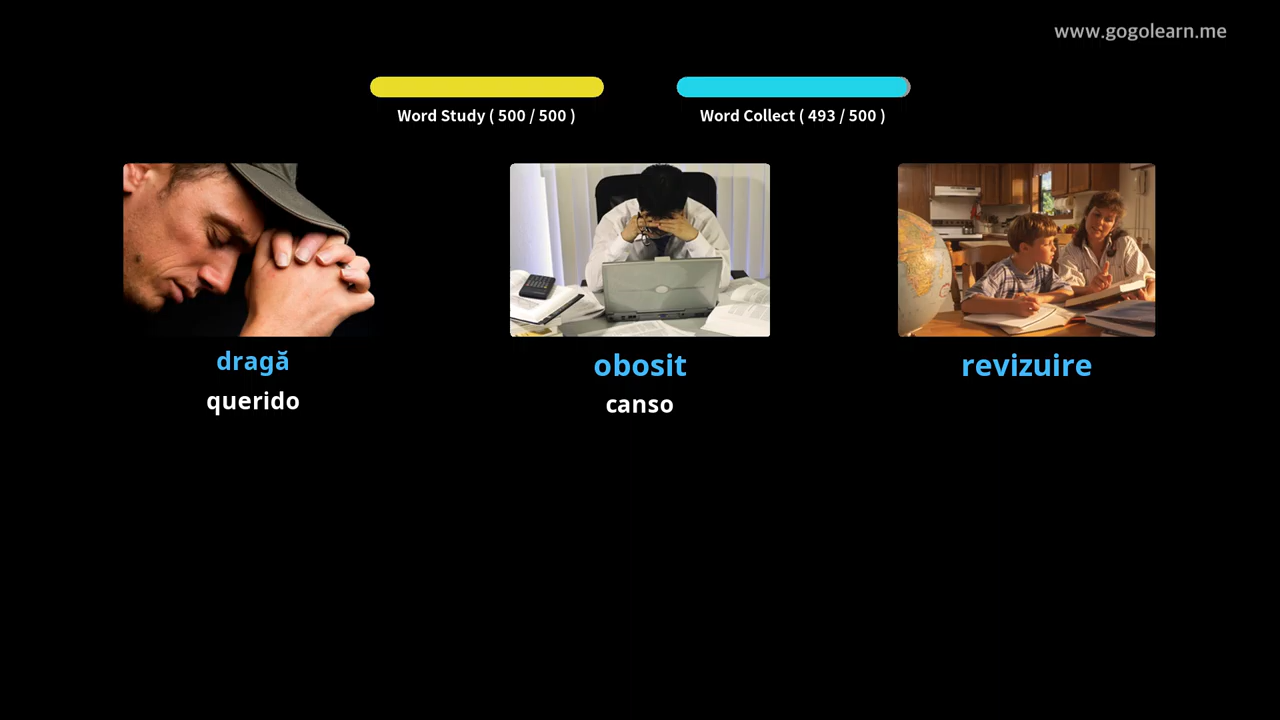 www.gogolearn.me
Word Study ( 500 / 500 )
Word Collect ( 493 / 500 )
dragă
querido
obosit
canso
revizuire